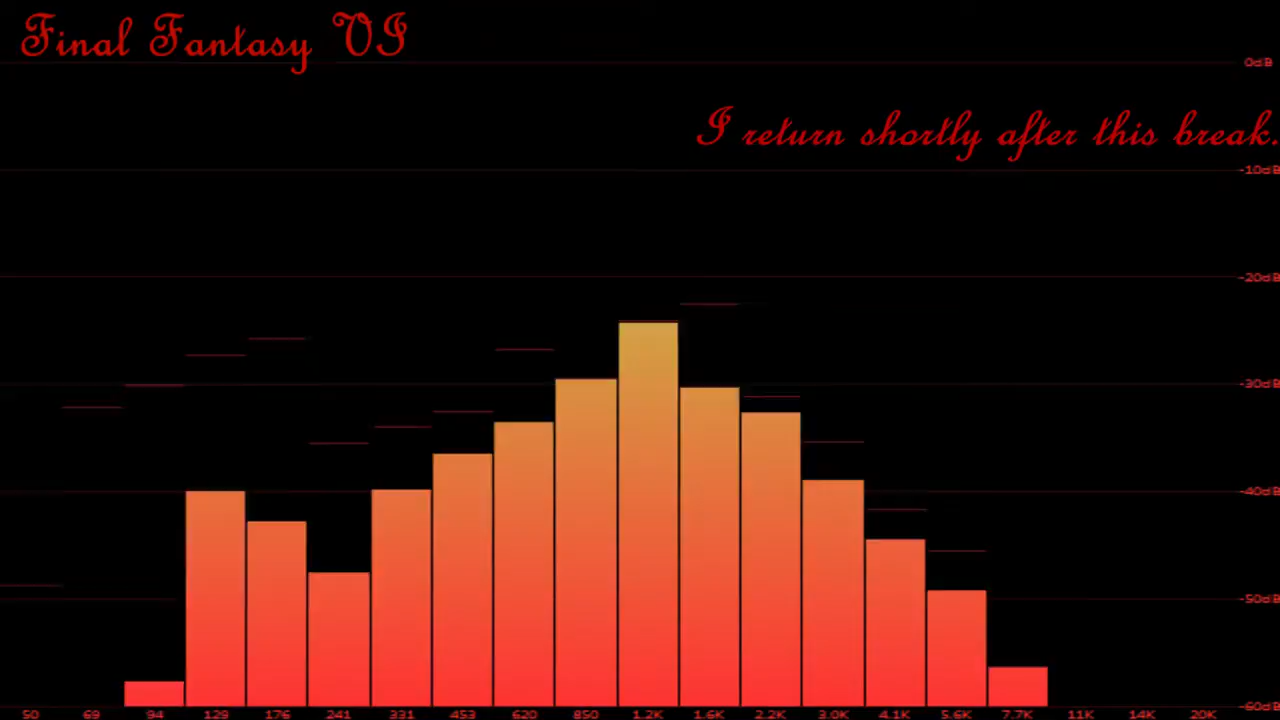 Final Fantasy VI
0dB
I return shortly after this break.
-10dB
-20dB
-30dB
-40dB
-50dB
-60dB
50 69 94 129 176 241 331 453 620 850 1.2K 1.6K 2.2K 3.0K 4.1K 5.6K 7.7K 11K 14K 20K